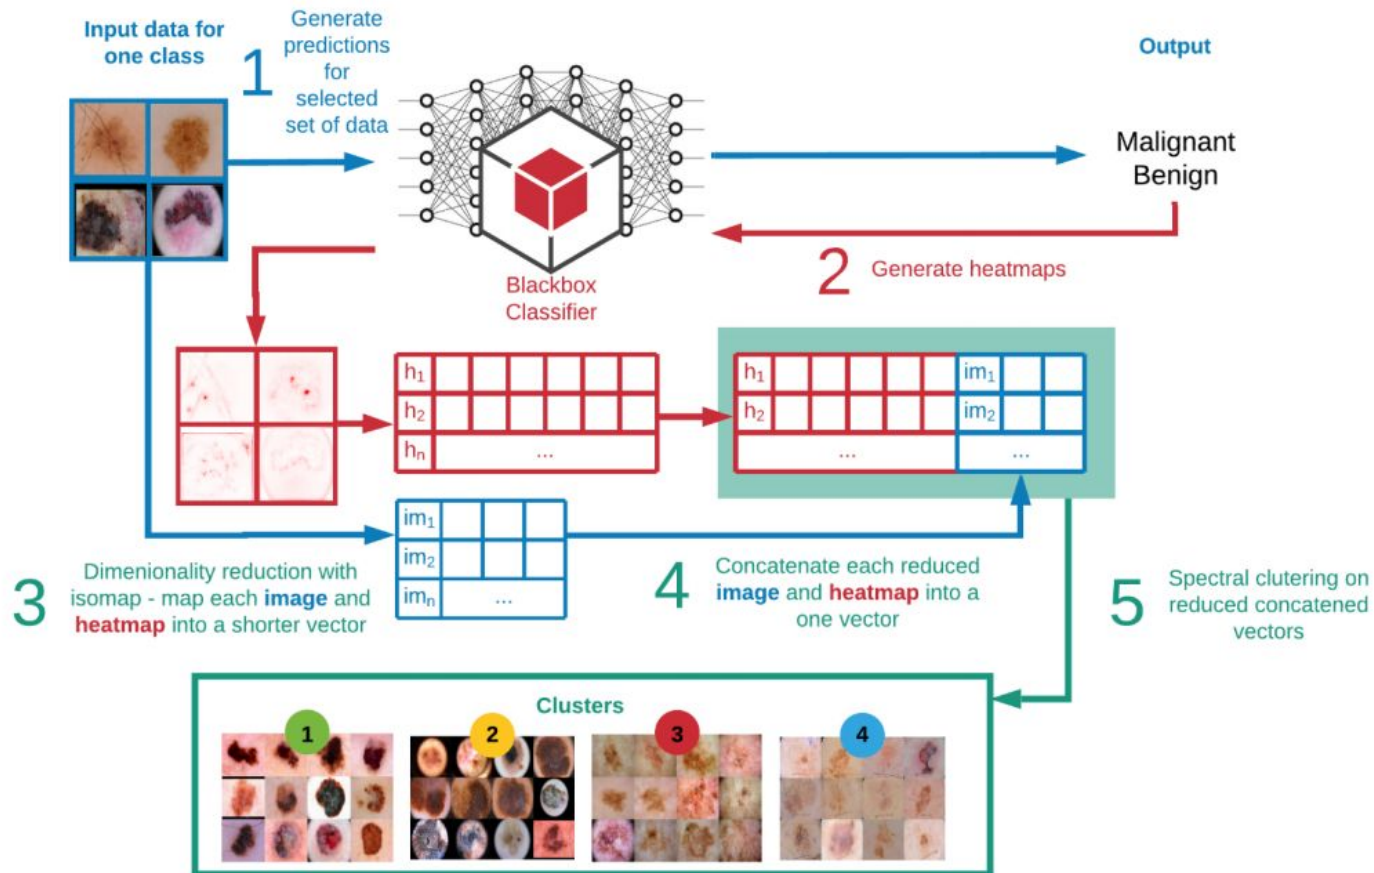 Input data for
one class
1
Generate
predictions
for
selected
set of data
Output
Malignant
Benign
Blackbox
Classifier
2
Generate heatmaps
h1
h2
hn
...
h1
im1
h2
im2
...
...
im1
im2
imn
...
3
Dimenionality reduction with
isomap - map each image and
heatmap into a shorter vector
4
Concatenate each reduced
image and heatmap into a
one vector
5
Spectral clutering on
reduced concatened
vectors
Clusters
1
2
3
4